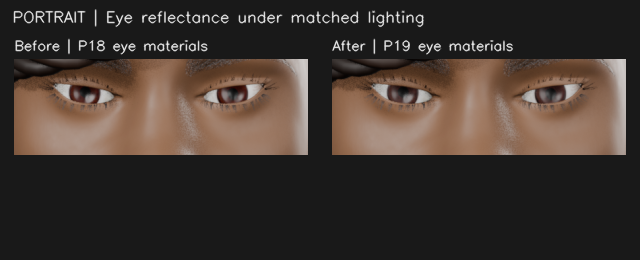 PORTRAIT | Eye reflectance under matched lighting
Before | P18 eye materials
After | P19 eye materials